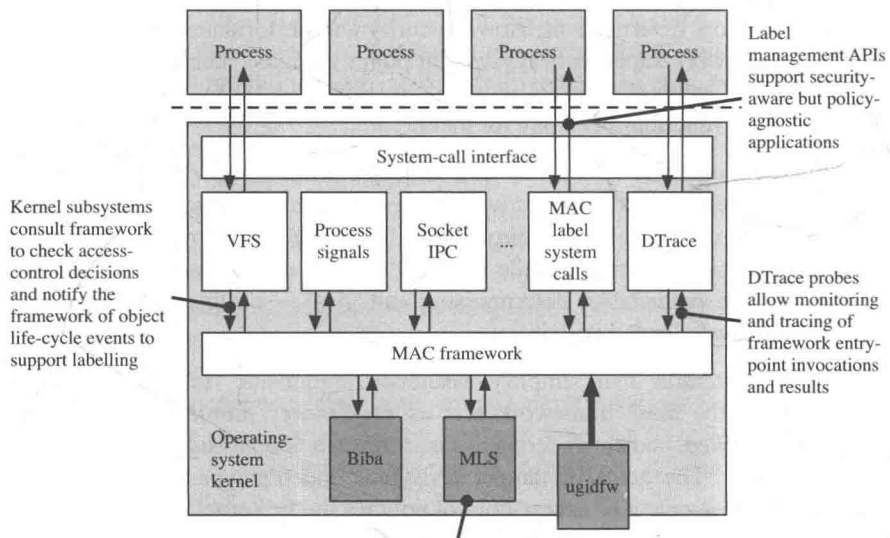 Process
Process
Process
Process
Label
management APIs
support security-
aware but policy-
agnostic
applications
System-call interface
Kernel subsystems
consult framework
to check access-
control decisions
and notify the
framework of object
life-cycle events to
support labelling
VFS
Process
signals
Socket
IPC
...
MAC
label
system
calls
DTrace
DTrace probes
allow monitoring
and tracing of
framework entry-
point invocations
and results
MAC framework
Operating-
system
kernel
Biba
MLS
ugidfw